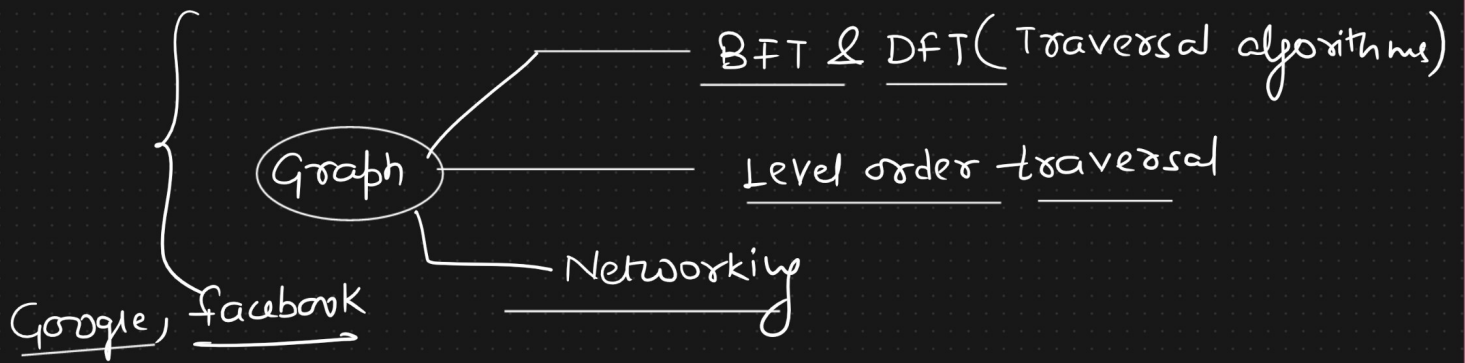 BFT & DFT (Traversal algorithms)
Graph
Level order traversal
Networking
Google, facebook